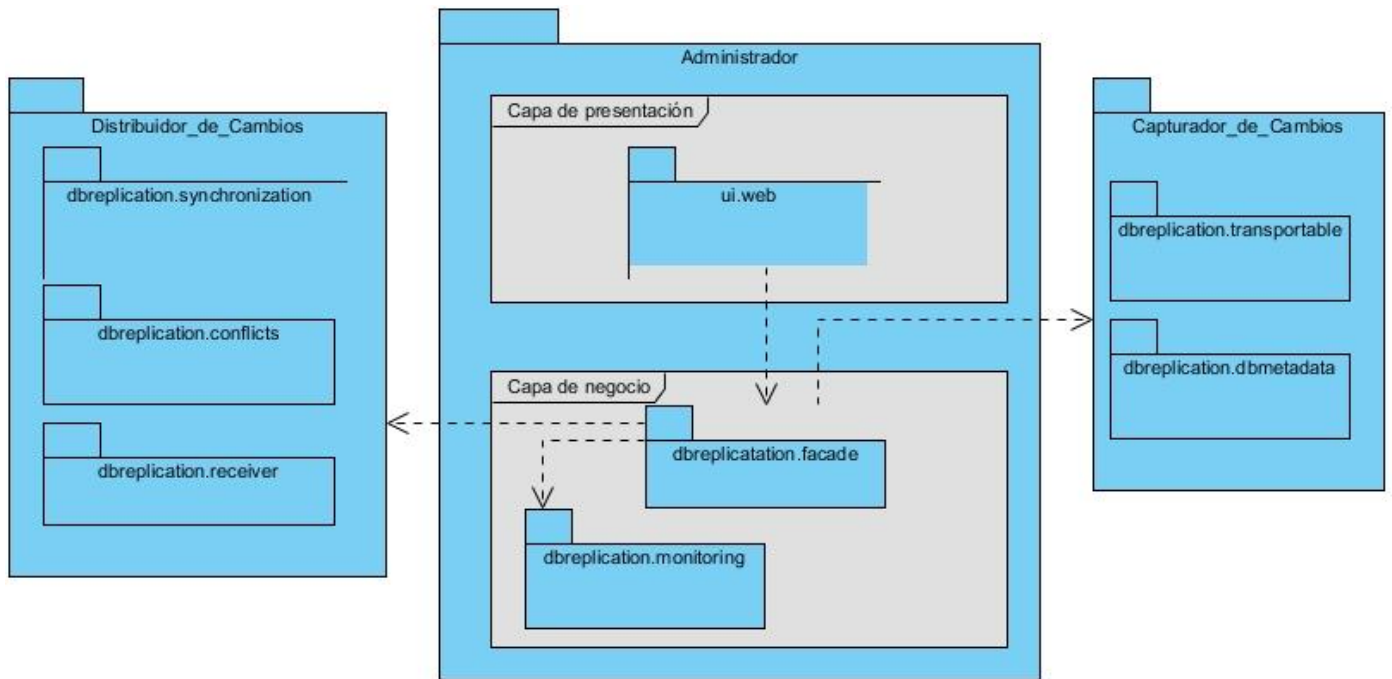 Administrador
Capa de presentación
ui.web
Capa de negocio
dbreplicatation.facade
dbreplication.monitoring
Distribuidor_de_Cambios
dbreplication.synchronization
dbreplication.conflicts
dbreplication.receiver
Capturador_de_Cambios
dbreplication.transportable
dbreplication.dbmetadata